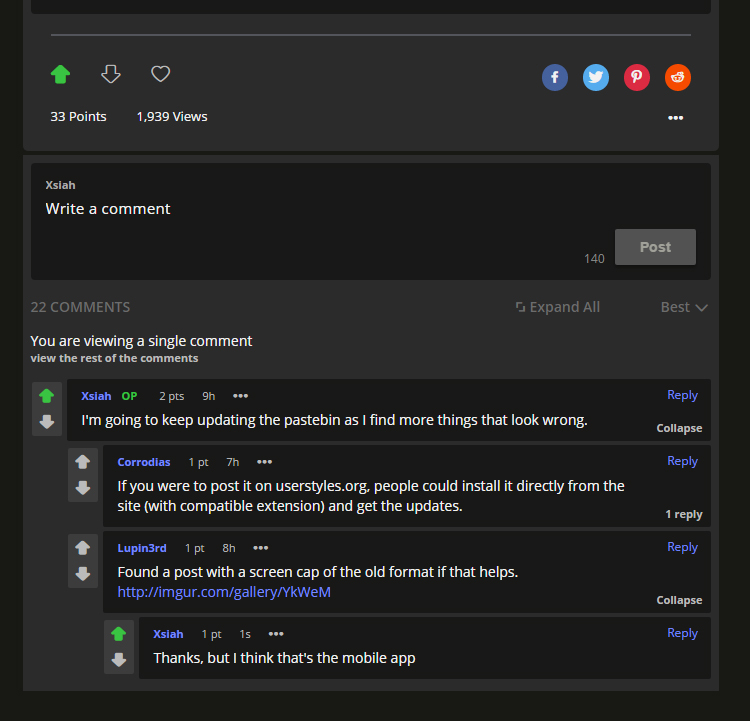 33 Points 1,939 Views
Xsiah
Write a comment
140 Post
22 COMMENTS Expand All Best
You are viewing a single comment
view the rest of the comments
Xsiah OP 2 pts 9h ••• Reply
I'm going to keep updating the pastebin as I find more things that look wrong.
Collapse
Corrodias 1 pt 7h ••• Reply
If you were to post it on userstyles.org, people could install it directly from the
site (with compatible extension) and get the updates.
1 reply
Lupin3rd 1 pt 8h ••• Reply
Found a post with a screen cap of the old format if that helps.
http://imgur.com/gallery/YkWeM
Collapse
Xsiah 1 pt 1s ••• Reply
Thanks, but I think that's the mobile app